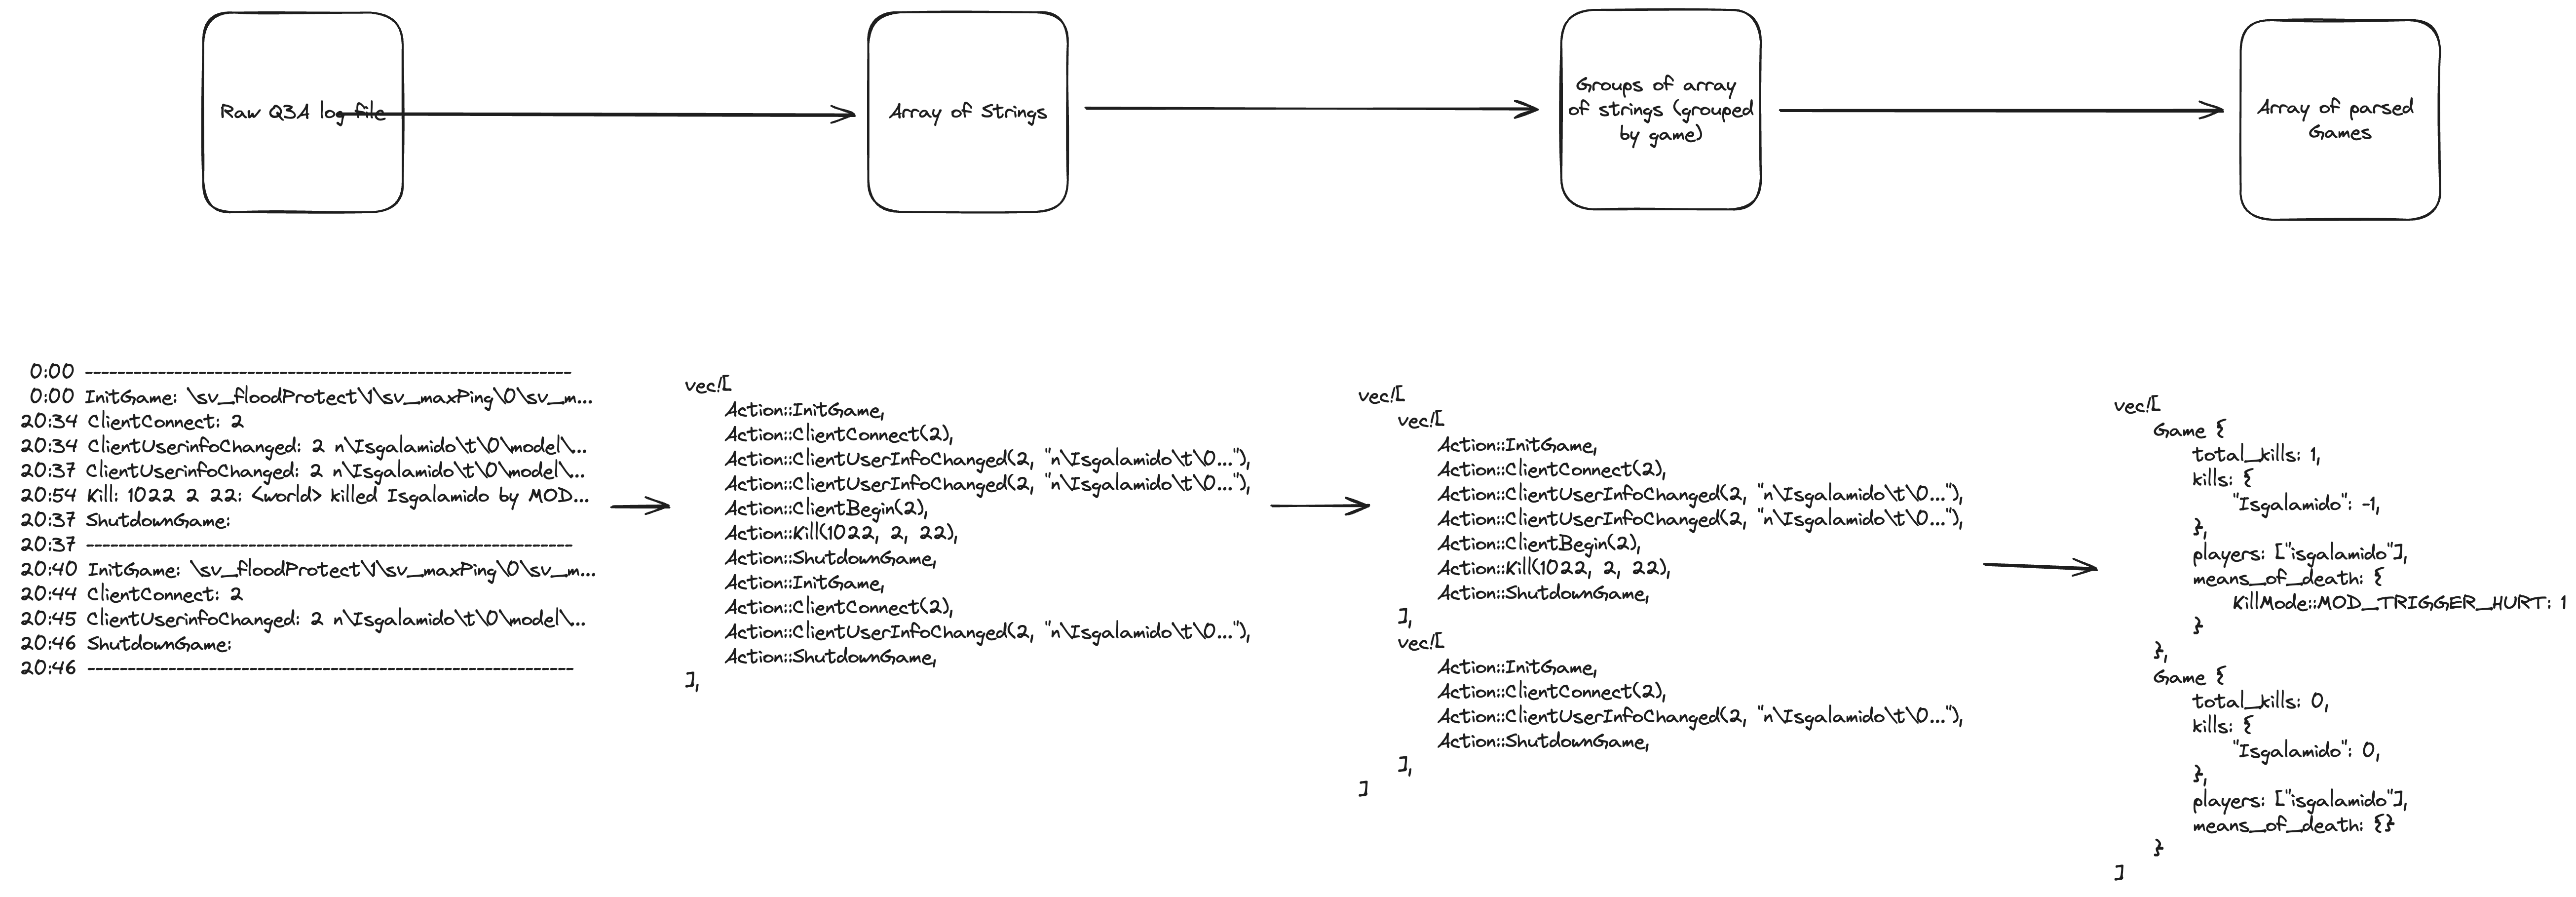 Raw Q3A log file
Array of Strings
Groups of array
of strings (grouped
by game)
Array of parsed
Games
0:00 ------------------------------------------------------------
0:00 InitGame: \sv_floodProtect\1\sv_maxPing\0\sv_m...
20:34 ClientConnect: 2
20:34 ClientUserinfoChanged: 2 n\Isgalamido\t\0\model\...
20:37 ClientUserinfoChanged: 2 n\Isgalamido\t\0\model\...
20:54 Kill: 1022 2 22: <world> killed Isgalamido by MOD...
20:37 ShutdownGame:
20:37 ------------------------------------------------------------
20:40 InitGame: \sv_floodProtect\1\sv_maxPing\0\sv_m...
20:44 ClientConnect: 2
20:45 ClientUserinfoChanged: 2 n\Isgalamido\t\0\model\...
20:46 ShutdownGame:
20:46 ------------------------------------------------------------
vec![
Action::InitGame,
Action::ClientConnect(2),
Action::ClientUserInfoChanged(2, "n\Isgalamido\t\0..."),
Action::ClientUserInfoChanged(2, "n\Isgalamido\t\0..."),
Action::ClientBegin(2),
Action::Kill(1022, 2, 22),
Action::ShutdownGame,
Action::InitGame,
Action::ClientConnect(2),
Action::ClientUserInfoChanged(2, "n\Isgalamido\t\0..."),
Action::ShutdownGame,
],
vec![
vec![
Action::InitGame,
Action::ClientConnect(2),
Action::ClientUserInfoChanged(2, "n\Isgalamido\t\0..."),
Action::ClientUserInfoChanged(2, "n\Isgalamido\t\0..."),
Action::ClientBegin(2),
Action::Kill(1022, 2, 22),
Action::ShutdownGame,
],
vec![
Action::InitGame,
Action::ClientConnect(2),
Action::ClientUserInfoChanged(2, "n\Isgalamido\t\0..."),
Action::ShutdownGame,
],
]
vec![
Game {
total_kills: 1,
kills: {
"Isgalamido": -1,
},
players: ["isgalamido"],
means_of_death: {
KillMode::MOD_TRIGGER_HURT: 1
}
},
Game {
total_kills: 0,
kills: {
"Isgalamido": 0,
},
players: ["isgalamido"],
means_of_death: {}
}
]